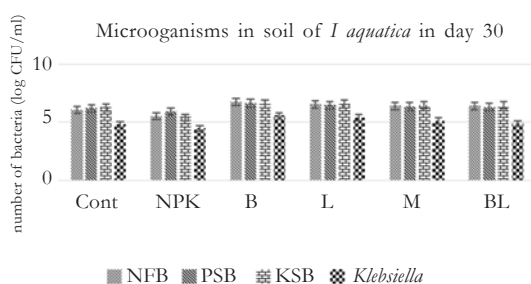 Microoganisms in soil of I aquatica in day 30
number of bacteria (log CFU/ml)
10
5
0
Cont NPK B L M BL
NFB PSB KSB Klebsiella